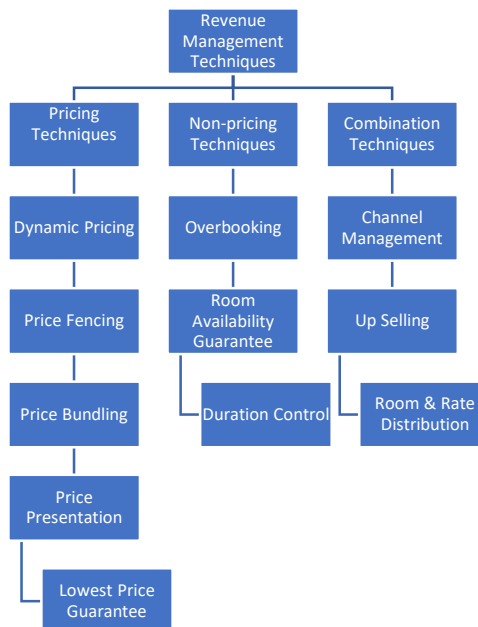 Revenue
Management
Techniques
Pricing
Techniques
Non-pricing
Techniques
Combination
Techniques
Dynamic Pricing
Overbooking
Channel
Management
Price Fencing
Room
Availability
Guarantee
Up Selling
Price Bundling
Duration Control
Room & Rate
Distribution
Price
Presentation
Lowest Price
Guarantee